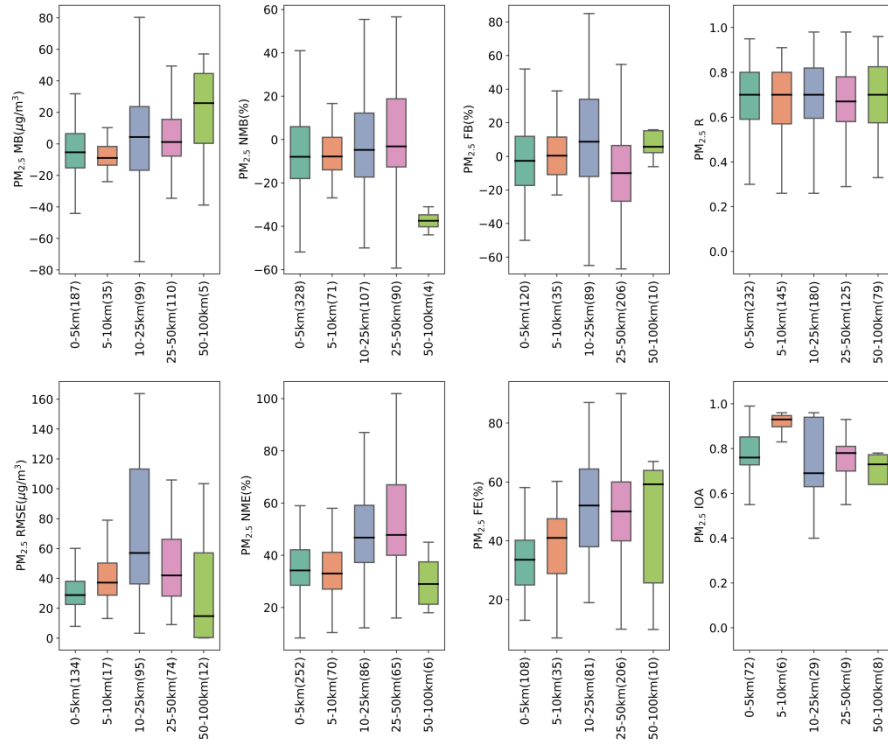 PM2.5 MB(μg/m³)
80
60
40
20
0
−20
−40
−60
−80
0-5km(187)
5-10km(35)
10-25km(99)
25-50km(110)
50-100km(5)
PM2.5 NMB(%)
60
40
20
0
−20
−40
−60
0-5km(328)
5-10km(71)
10-25km(107)
25-50km(90)
50-100km(4)
PM2.5 FB(%)
80
60
40
20
0
−20
−40
−60
0-5km(120)
5-10km(35)
10-25km(89)
25-50km(206)
50-100km(10)
PM2.5 R
1.0
0.8
0.6
0.4
0.2
0.0
0-5km(232)
5-10km(145)
10-25km(180)
25-50km(125)
50-100km(79)
PM2.5 RMSE(μg/m³)
160
140
120
100
80
60
40
20
0
0-5km(134)
5-10km(17)
10-25km(95)
25-50km(74)
50-100km(12)
PM2.5 NME(%)
100
80
60
40
20
0-5km(252)
5-10km(70)
10-25km(86)
25-50km(65)
50-100km(6)
PM2.5 FE(%)
80
60
40
20
0-5km(108)
5-10km(35)
10-25km(81)
25-50km(206)
50-100km(10)
PM2.5 IOA
1.0
0.8
0.6
0.4
0.2
0.0
0-5km(72)
5-10km(6)
10-25km(29)
25-50km(9)
50-100km(8)